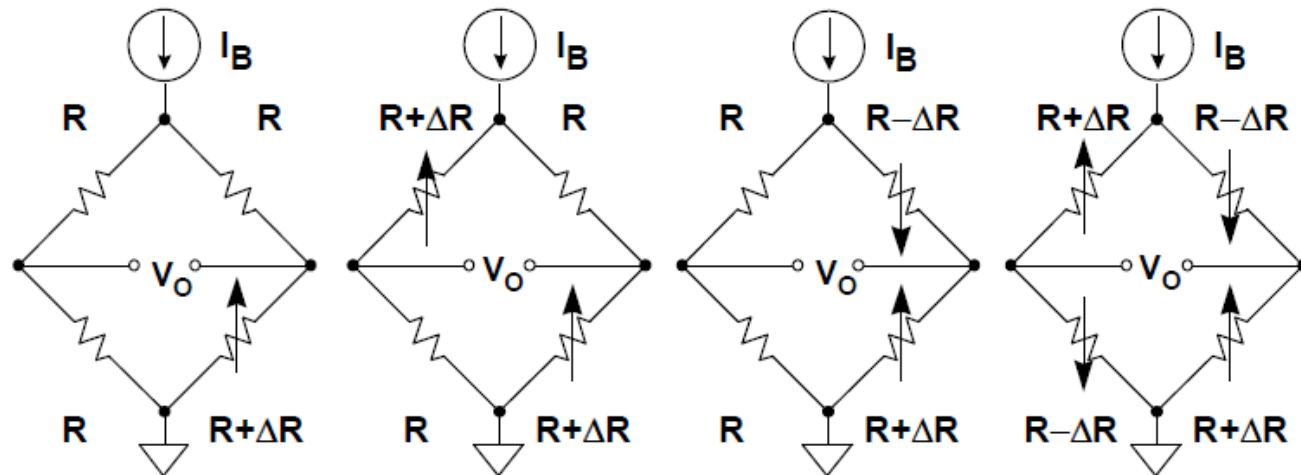 I_B I_B I_B I_B
R R R+ΔR R R R−ΔR R+ΔR R−ΔR
V_O V_O V_O V_O
R R+ΔR R R+ΔR R R+ΔR R−ΔR R+ΔR